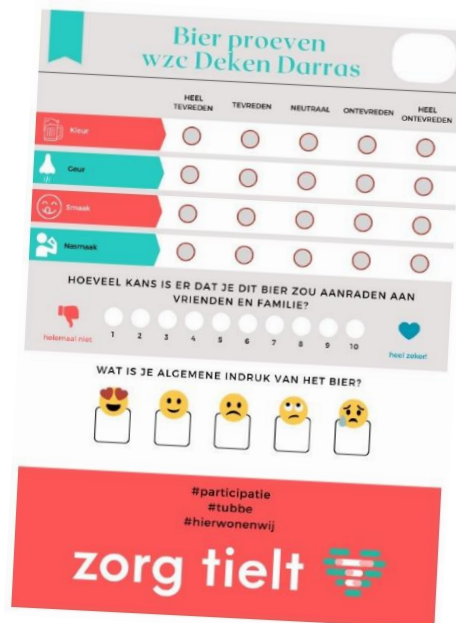 Bier proeven
wzc Deken Darras
HEEL TEVREDEN
TEVREDEN
NEUTRAAL
ONTEVREDEN
HEEL ONTEVREDEN
Kleur
Geur
Smaak
Nasmaak
HOEVEEL KANS IS ER DAT JE DIT BIER ZOU AANRADEN AAN
VRIENDEN EN FAMILIE?
helemaal niet
1 2 3 4 5 6 7 8 9 10
heel zeker!
WAT IS JE ALGEMENE INDRUK VAN HET BIER?
#participatie
#tubbe
#hierwonenwij
zorg tielt